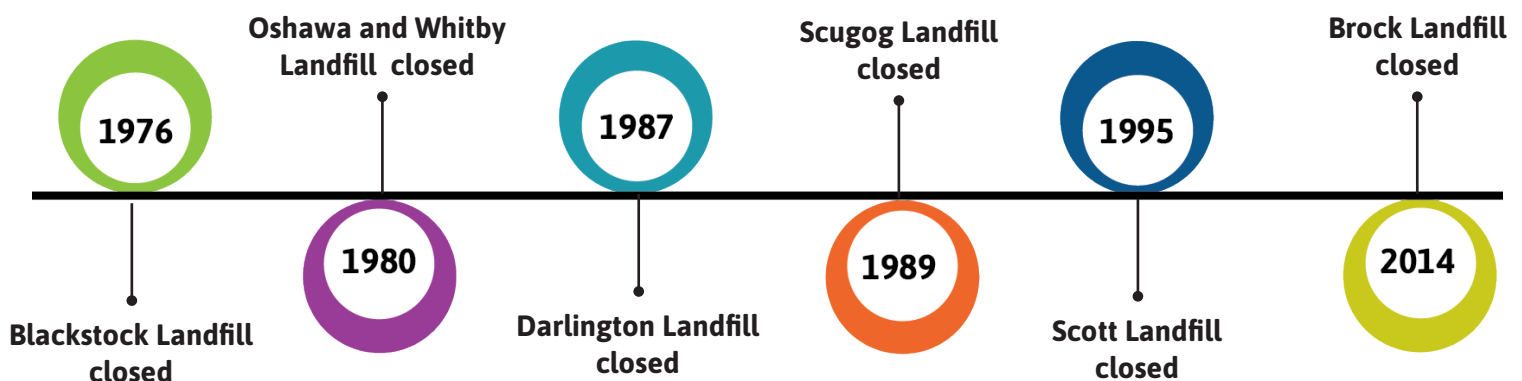 1976
Blackstock Landfill
closed
Oshawa and Whitby
Landfill closed
1980
1987
Darlington Landfill
closed
Scugog Landfill
closed
1989
1995
Scott Landfill
closed
Brock Landfill
closed
2014